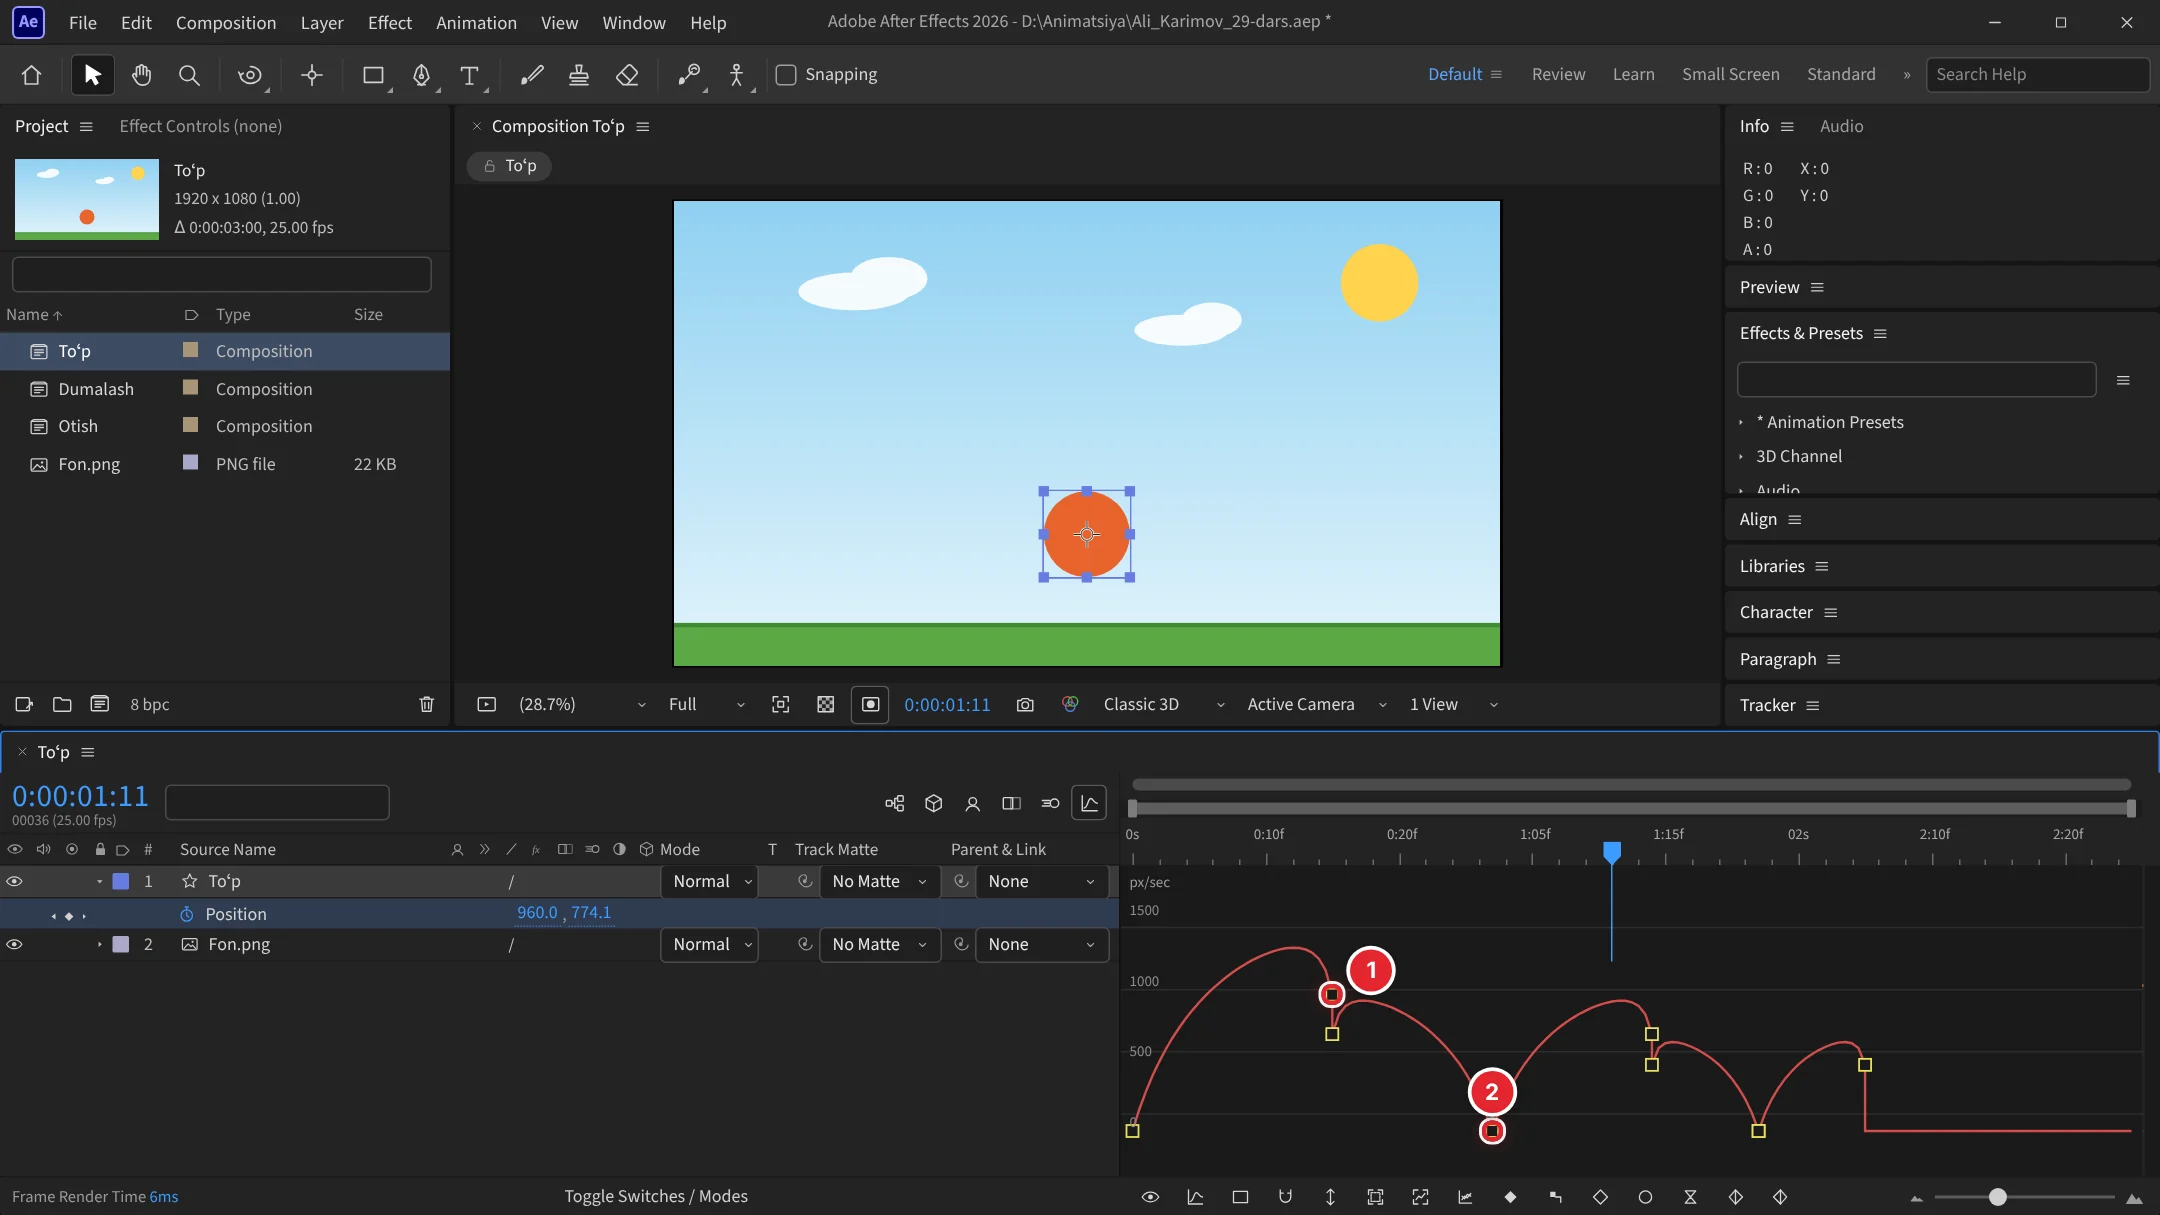 Ae File Edit Composition Layer Effect Animation View Window Help Adobe After Effects 2026 - D:\Animatsiya\Ali_Karimov_29-dars.aep *
Snapping Default Review Learn Small Screen Standard » Search Help
Project Effect Controls (none)
Toʻp
1920 x 1080 (1.00)
Δ 0:00:03:00, 25.00 fps
Name Type Size
Toʻp Composition
Dumalash Composition
Otish Composition
Fon.png PNG file 22 KB
8 bpc
Composition Toʻp
Toʻp
(28.7%) Full 0:00:01:11 Classic 3D Active Camera 1 View
Info Audio
R : 0 X : 0
G : 0 Y : 0
B : 0
A : 0
Preview
Effects & Presets
* Animation Presets
3D Channel
Audio
Align
Libraries
Character
Paragraph
Tracker
Toʻp
0:00:01:11
00036 (25.00 fps)
# Source Name fx Mode T Track Matte Parent & Link
1 Toʻp / Normal No Matte None
Position 960.0 , 774.1
2 Fon.png / Normal No Matte None
0s 0:10f 0:20f 1:05f 1:15f 02s 2:10f 2:20f
px/sec
1500
1000
500
0
1
2
Frame Render Time 6ms Toggle Switches / Modes